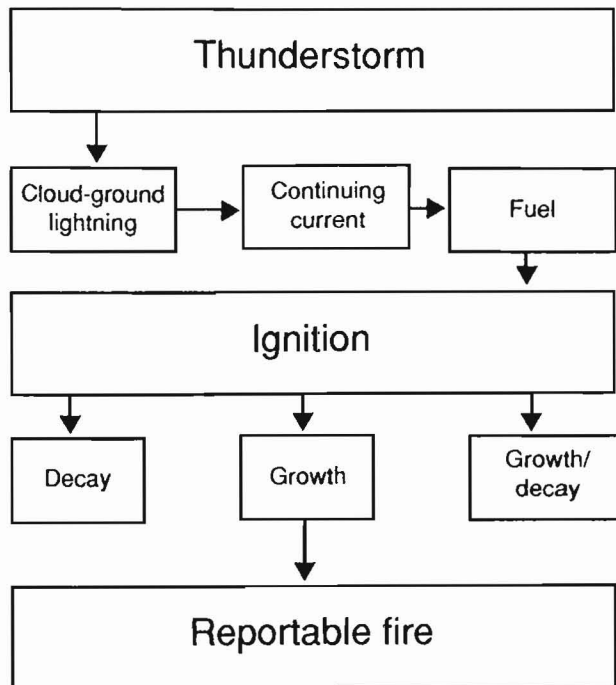 Thunderstorm
Cloud-ground
lightning
Continuing
current
Fuel
Ignition
Decay
Growth
Growth/
decay
Reportable fire